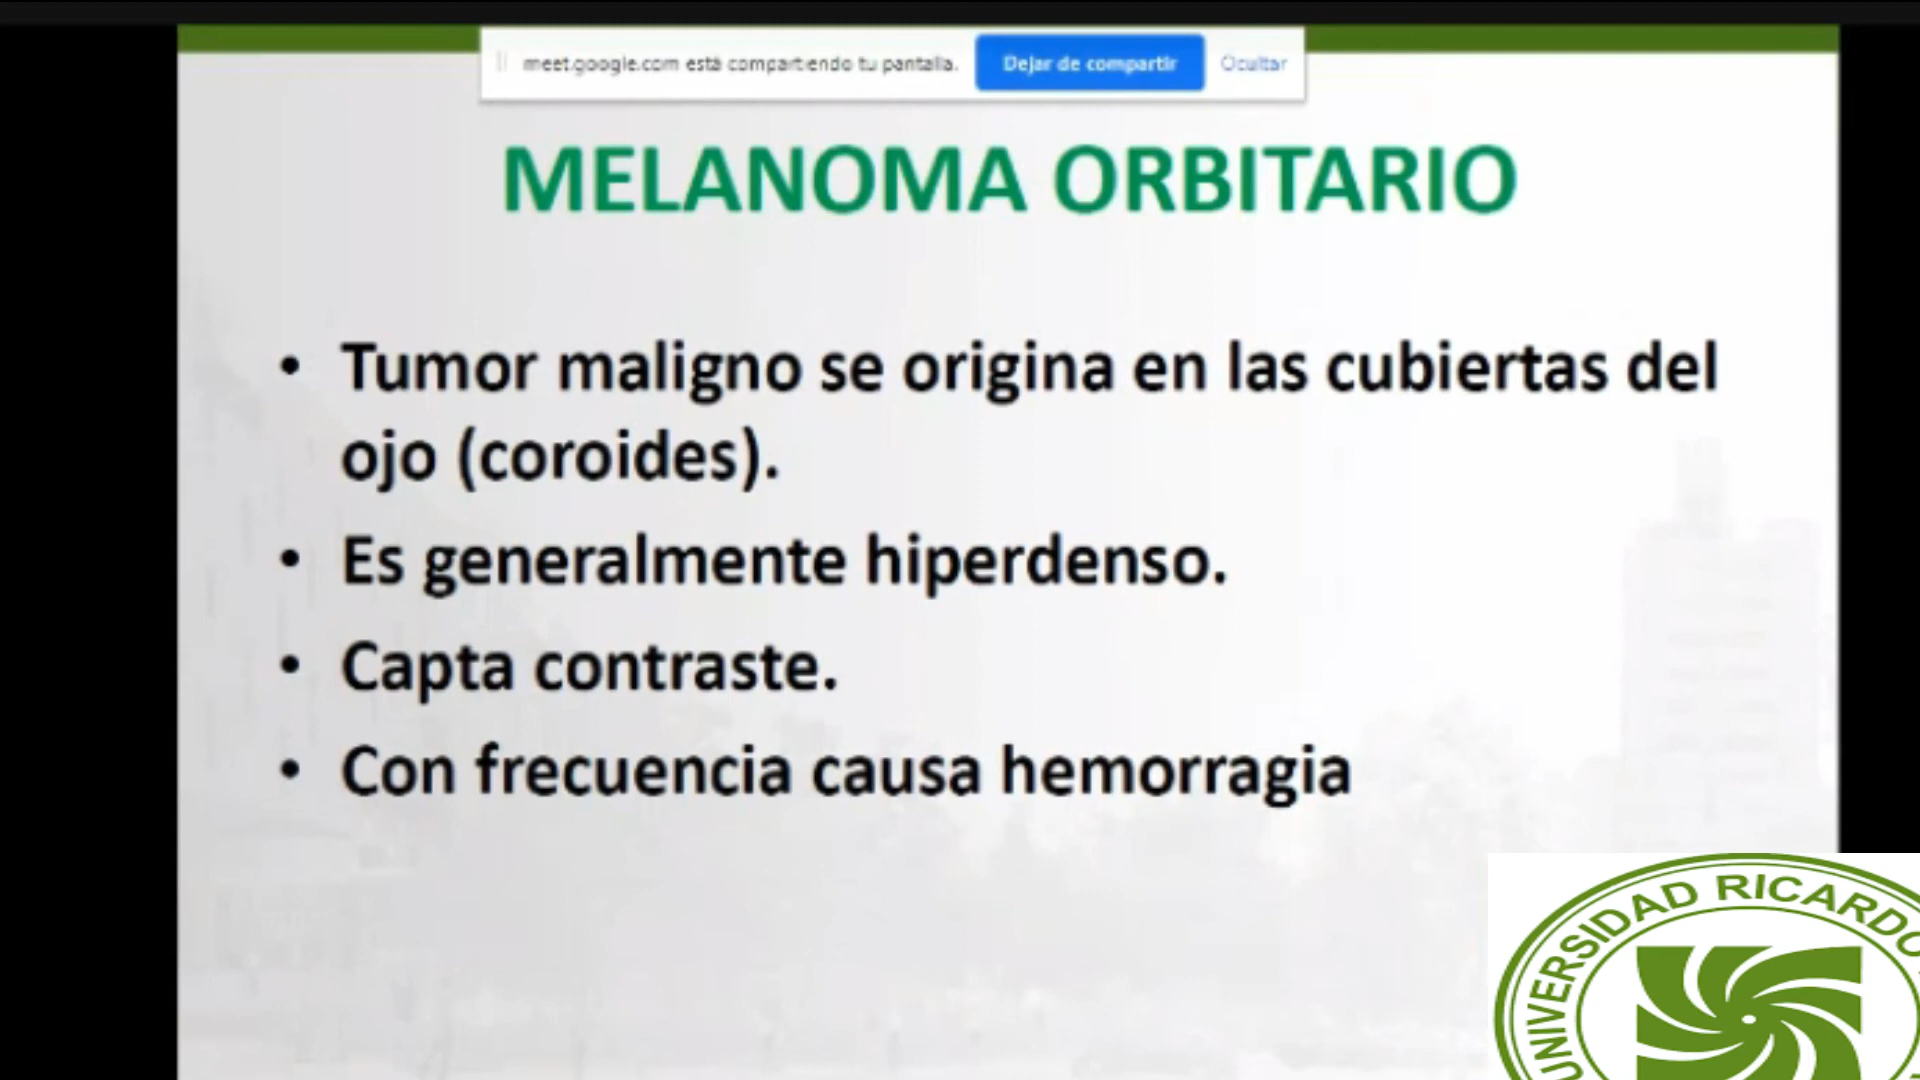 meet.google.com está compartiendo tu pantalla. Dejar de compartir Ocultar
MELANOMA ORBITARIO
• Tumor maligno se origina en las cubiertas del
ojo (coroides).
• Es generalmente hiperdenso.
• Capta contraste.
• Con frecuencia causa hemorragia
UNIVERSIDAD RICARDO